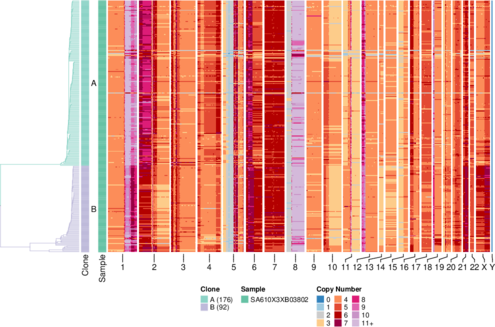 A
B
Clone
Sample
1 2 3 4 5 6 7 8 9 10 11 12 13 14 15 16 17 18 19 20 21 22 X Y
Clone
A (176)
B (92)
Sample
SA610X3XB03802
Copy Number
0 4 8
1 5 9
2 6 10
3 7 11+